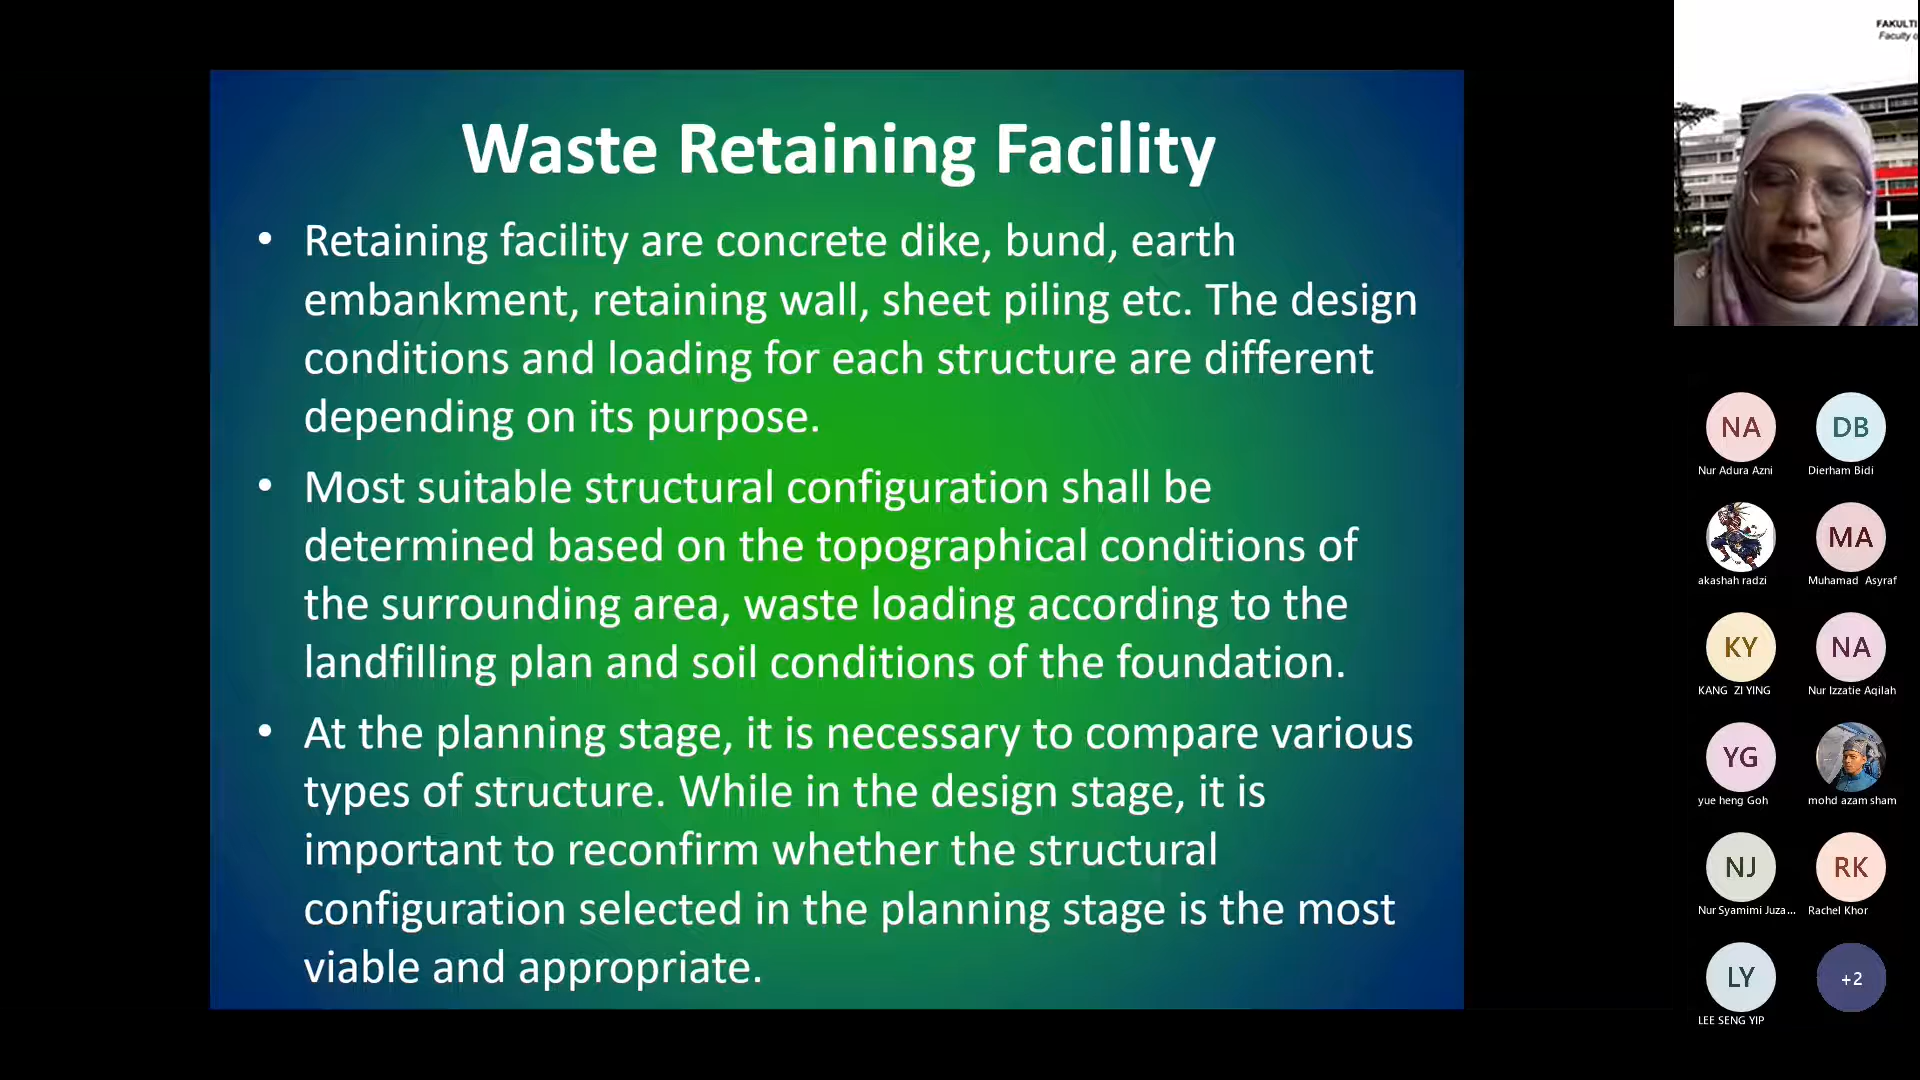 Waste Retaining Facility
• Retaining facility are concrete dike, bund, earth
embankment, retaining wall, sheet piling etc. The design
conditions and loading for each structure are different
depending on its purpose.
• Most suitable structural configuration shall be
determined based on the topographical conditions of
the surrounding area, waste loading according to the
landfilling plan and soil conditions of the foundation.
• At the planning stage, it is necessary to compare various
types of structure. While in the design stage, it is
important to reconfirm whether the structural
configuration selected in the planning stage is the most
viable and appropriate.
FAKULTI
Faculty o
NA
DB
Nur Adura Azni
Dierham Bidi
MA
akashah radzi
Muhamad Asyraf
KY
NA
KANG ZI YING
Nur Izzatie Aqilah
YG
yue heng Goh
mohd azam sham
NJ
RK
Nur Syamimi Juza...
Rachel Khor
LY
+2
LEE SENG YIP